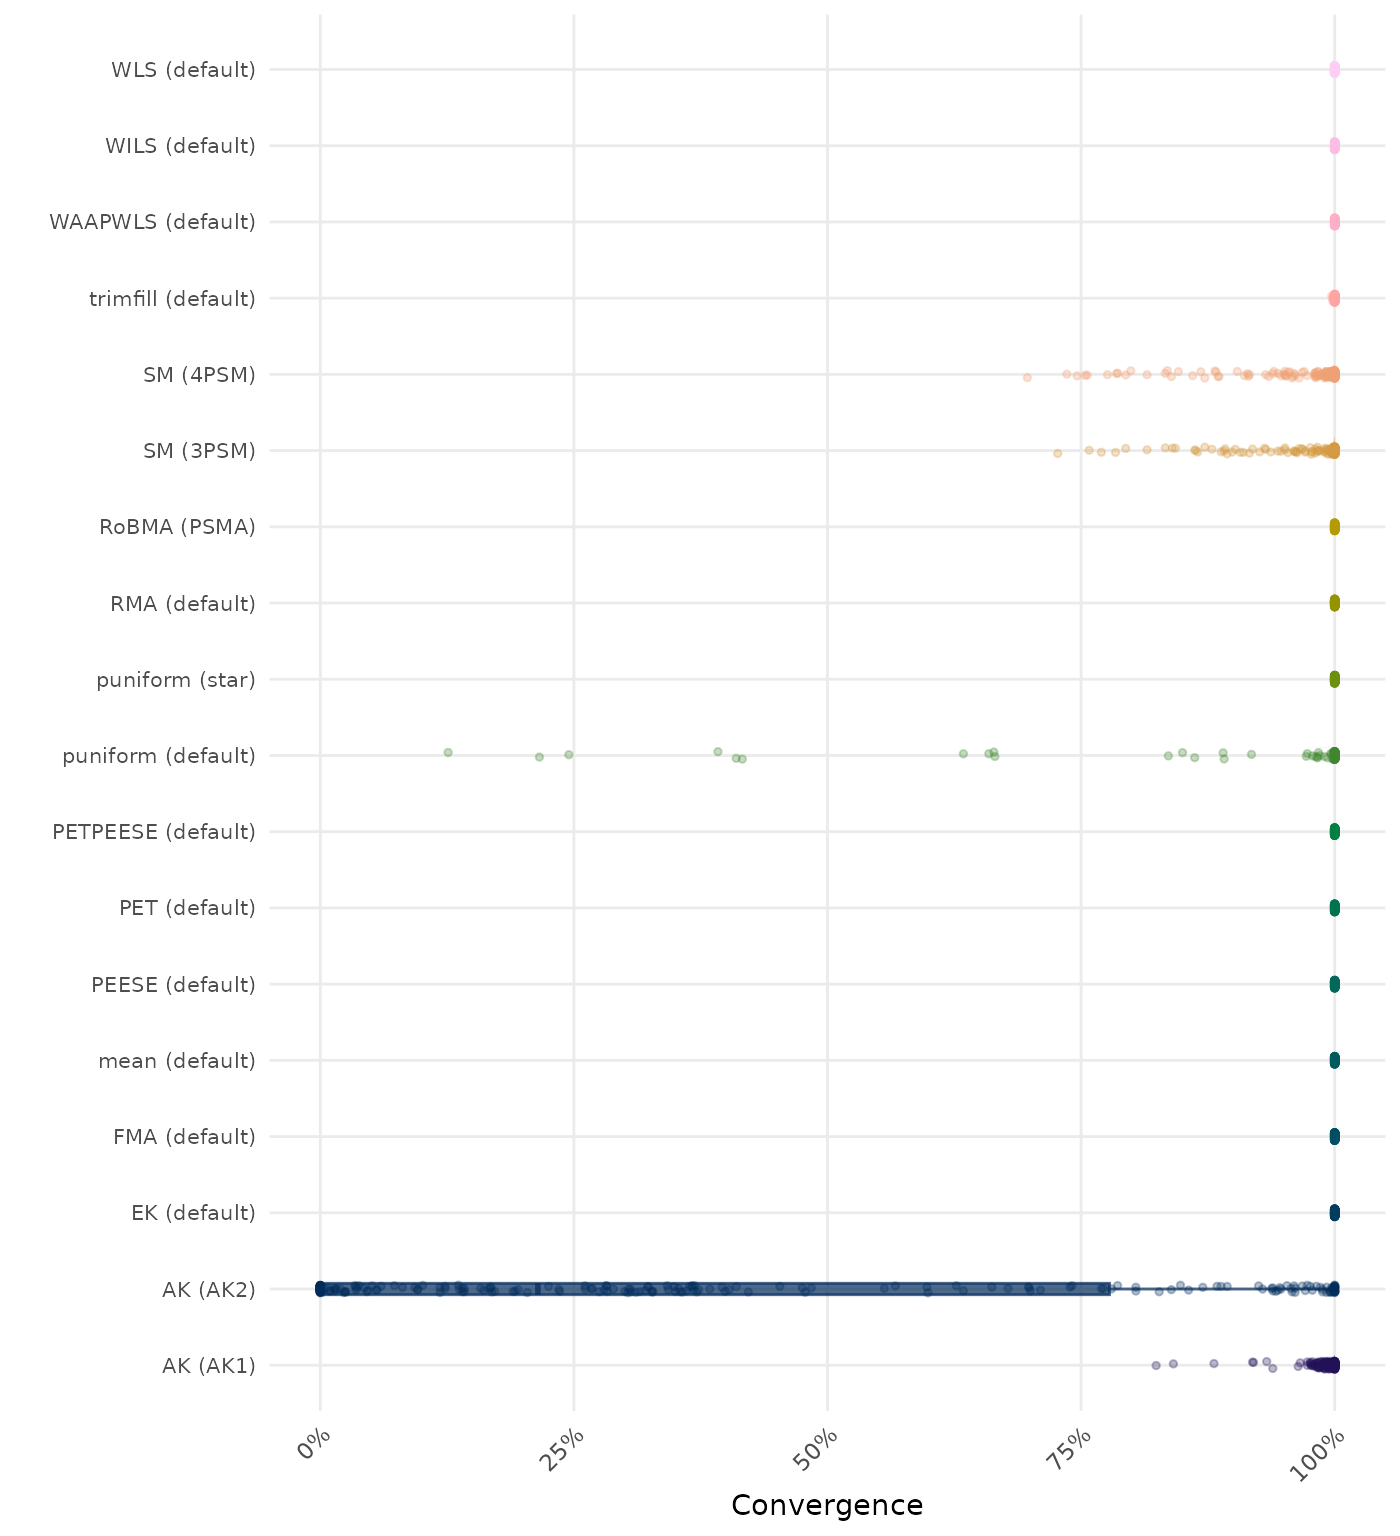 WLS (default)
WILS (default)
WAAPWLS (default)
trimfill (default)
SM (4PSM)
SM (3PSM)
RoBMA (PSMA)
RMA (default)
puniform (star)
puniform (default)
PETPEESE (default)
PET (default)
PEESE (default)
mean (default)
FMA (default)
EK (default)
AK (AK2)
AK (AK1)
0%
25%
50%
75%
100%
Convergence